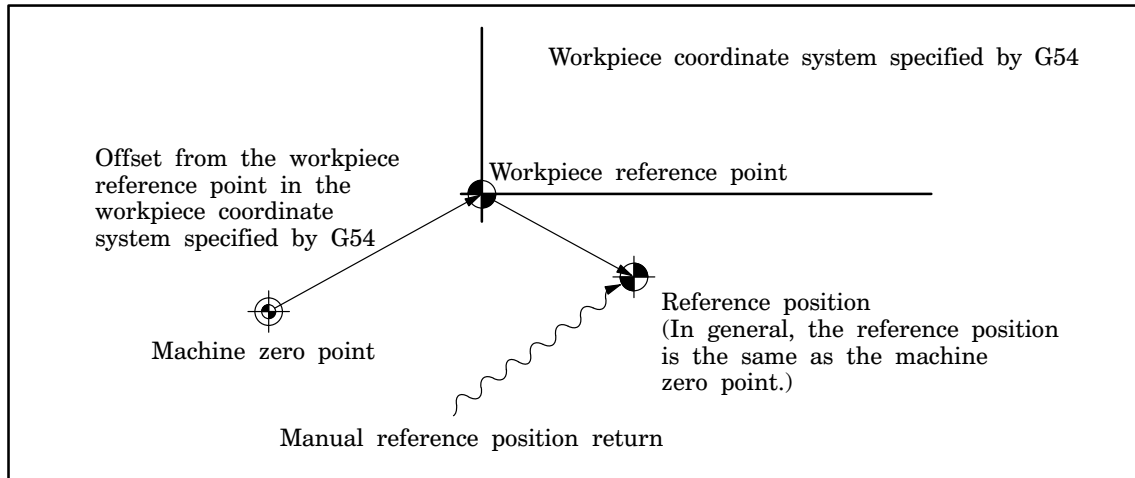 Workpiece coordinate system specified by G54
Offset from the workpiece
reference point in the
workpiece coordinate
system specified by G54
Workpiece reference point
Machine zero point
Reference position
(In general, the reference position
is the same as the machine
zero point.)
Manual reference position return